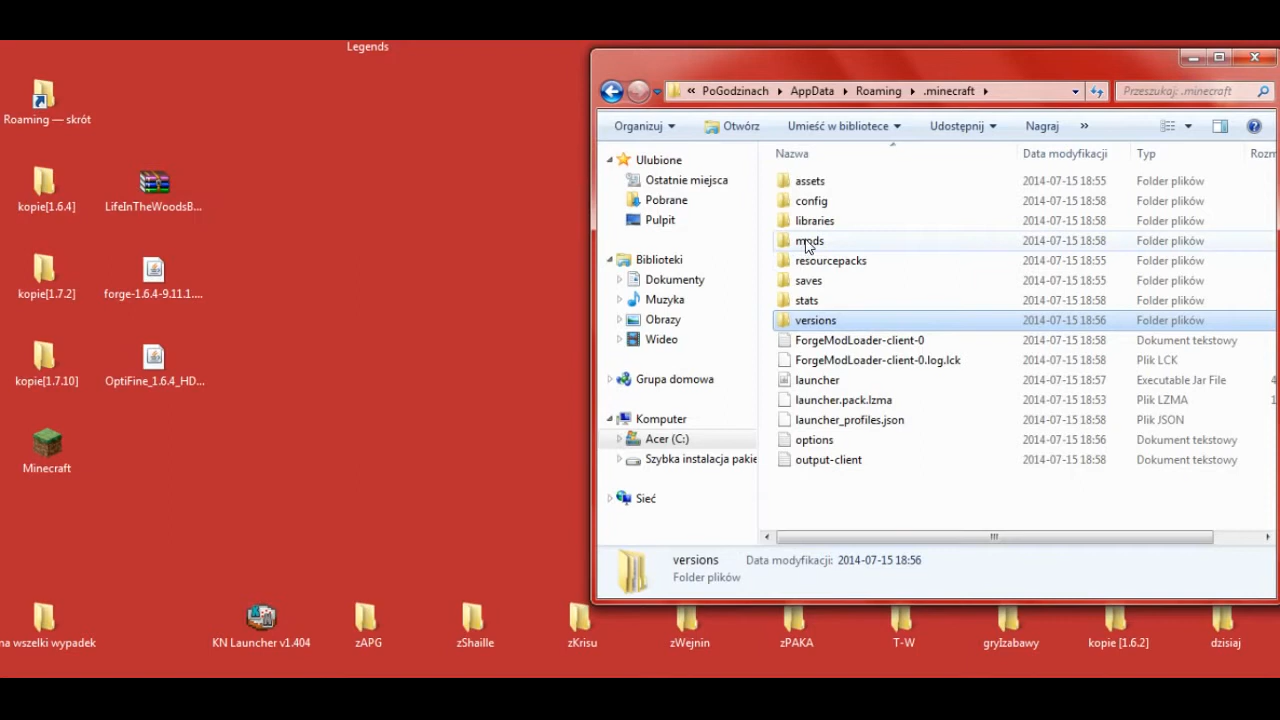 Legends
Roaming — skrót
kopie[1.6.4]
LifeInTheWoodsB...
kopie[1.7.2]
forge-1.6.4-9.11.1....
kopie[1.7.10]
OptiFine_1.6.4_HD...
Minecraft
na wszelki wypadek
KN Launcher v1.404
zAPG
zShaille
zKrisu
zWejnin
zPAKA
T-W
gryIzabawy
kopie [1.6.2]
dzisiaj
« PoGodzinach AppData Roaming .minecraft
Przeszukaj: .minecraft
Organizuj Otwórz Umieść w bibliotece Udostępnij Nagraj »
Ulubione
Ostatnie miejsca
Pobrane
Pulpit
Biblioteki
Dokumenty
Muzyka
Obrazy
Wideo
Grupa domowa
Komputer
Acer (C:)
Szybka instalacja pakie
Sieć
Nazwa Data modyfikacji Typ Rozm
assets 2014-07-15 18:55 Folder plików
config 2014-07-15 18:58 Folder plików
libraries 2014-07-15 18:58 Folder plików
mods 2014-07-15 18:58 Folder plików
resourcepacks 2014-07-15 18:55 Folder plików
saves 2014-07-15 18:55 Folder plików
stats 2014-07-15 18:58 Folder plików
versions 2014-07-15 18:56 Folder plików
ForgeModLoader-client-0 2014-07-15 18:58 Dokument tekstowy
ForgeModLoader-client-0.log.lck 2014-07-15 18:58 Plik LCK
launcher 2014-07-15 18:57 Executable Jar File 4
launcher.pack.lzma 2014-07-15 18:53 Plik LZMA 1
launcher_profiles.json 2014-07-15 18:58 Plik JSON
options 2014-07-15 18:56 Dokument tekstowy
output-client 2014-07-15 18:58 Dokument tekstowy
versions Data modyfikacji: 2014-07-15 18:56
Folder plików